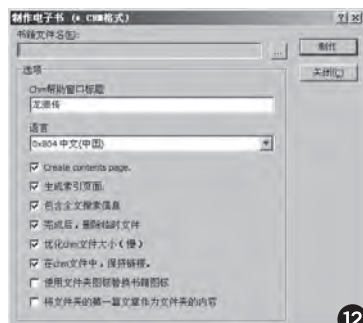 制作电子书 (*.CHM格式)
书籍文件名(E):
... 制作
选项 关闭(C)
Chm帮助窗口标题
龙源传
语言
0x804 中文(中国)
Create contents page.
生成索引页面.
包含全文搜索信息
完成后，删除临时文件
优化chm文件大小 (慢)
在chm文件中，保持链接.
使用文件夹图标替换书籍图标
将文件夹的第一篇文章作为文件夹的内容
12